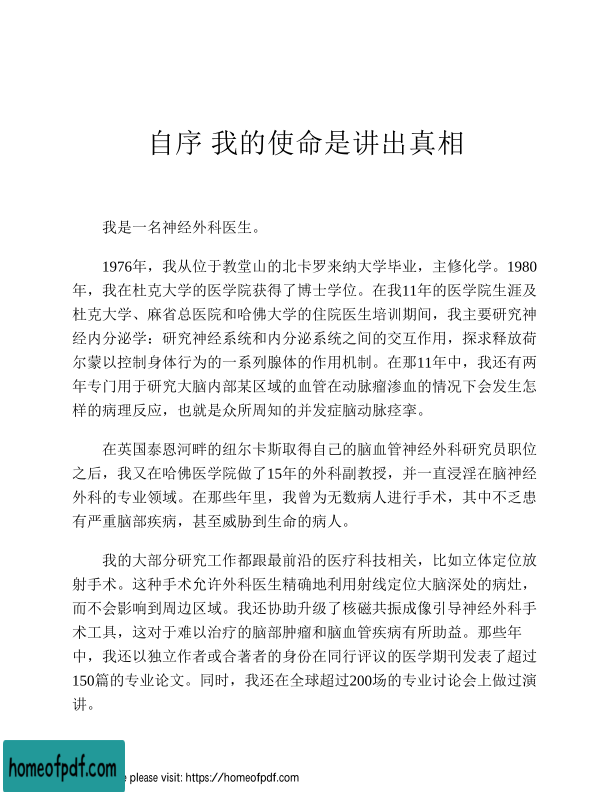 自序 我的使命是讲出真相
我是一名神经外科医生。
1976年，我从位于教堂山的北卡罗来纳大学毕业，主修化学。1980
年，我在杜克大学的医学院获得了博士学位。在我11年的医学院生涯及
杜克大学、麻省总医院和哈佛大学的住院医生培训期间，我主要研究神
经内分泌学：研究神经系统和内分泌系统之间的交互作用，探求释放荷
尔蒙以控制身体行为的一系列腺体的作用机制。在那11年中，我还有两
年专门用于研究大脑内部某区域的血管在动脉瘤渗血的情况下会发生怎
样的病理反应，也就是众所周知的并发症脑动脉痉挛。
在英国泰恩河畔的纽尔卡斯取得自己的脑血管神经外科研究员职位
之后，我又在哈佛医学院做了15年的外科副教授，并一直浸淫在脑神经
外科的专业领域。在那些年里，我曾为无数病人进行手术，其中不乏患
有严重脑部疾病，甚至威胁到生命的病人。
我的大部分研究工作都跟最前沿的医疗科技相关，比如立体定位放
射手术。这种手术允许外科医生精确地利用射线定位大脑深处的病灶，
而不会影响到周边区域。我还协助升级了核磁共振成像引导神经外科手
术工具，这对于难以治疗的脑部肿瘤和脑血管疾病有所助益。那些年
中，我还以独立作者或合著者的身份在同行评议的医学期刊发表了超过
150篇的专业论文。同时，我还在全球超过200场的专业讨论会上做过演
讲。
homeofpdf.com
e please visit: https://homeofpdf.com